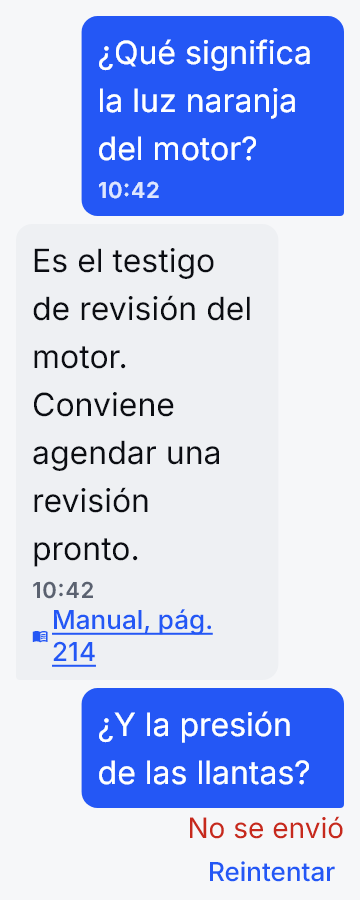 ¿Qué significa
la luz naranja
del motor?
10:42
Es el testigo
de revisión del
motor.
Conviene
agendar una
revisión
pronto.
10:42
Manual, pág.
214
¿Y la presión
de las llantas?
No se envió
Reintentar